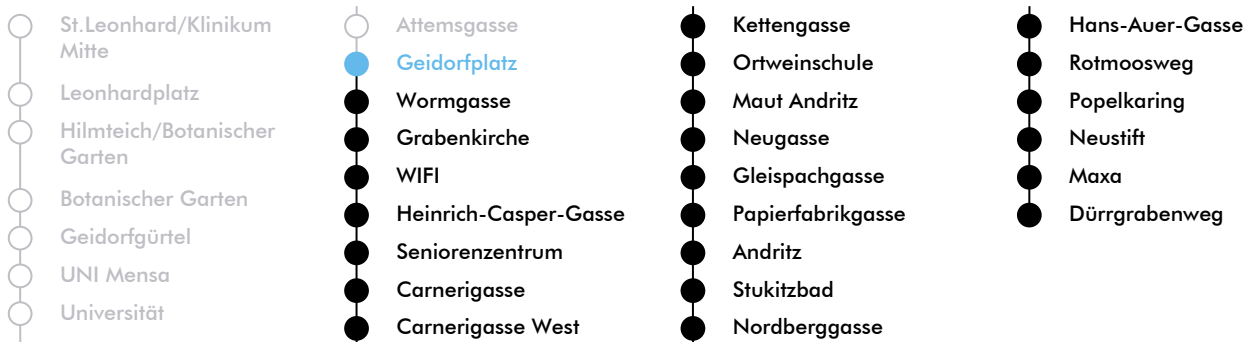 St.Leonhard/Klinikum
Mitte
Leonhardplatz
Hilmteich/Botanischer
Garten
Botanischer Garten
Geidorfgürtel
UNI Mensa
Universität
Attemsgasse
Geidorfplatz
Wormgasse
Grabenkirche
WIFI
Heinrich-Casper-Gasse
Seniorenzentrum
Carnerigasse
Carnerigasse West
Kettengasse
Ortweinschule
Maut Andritz
Neugasse
Gleispachgasse
Papierfabrikgasse
Andritz
Stukitzbad
Nordberggasse
Hans-Auer-Gasse
Rotmoosweg
Popelkaring
Neustift
Maxa
Dürrgrabenweg